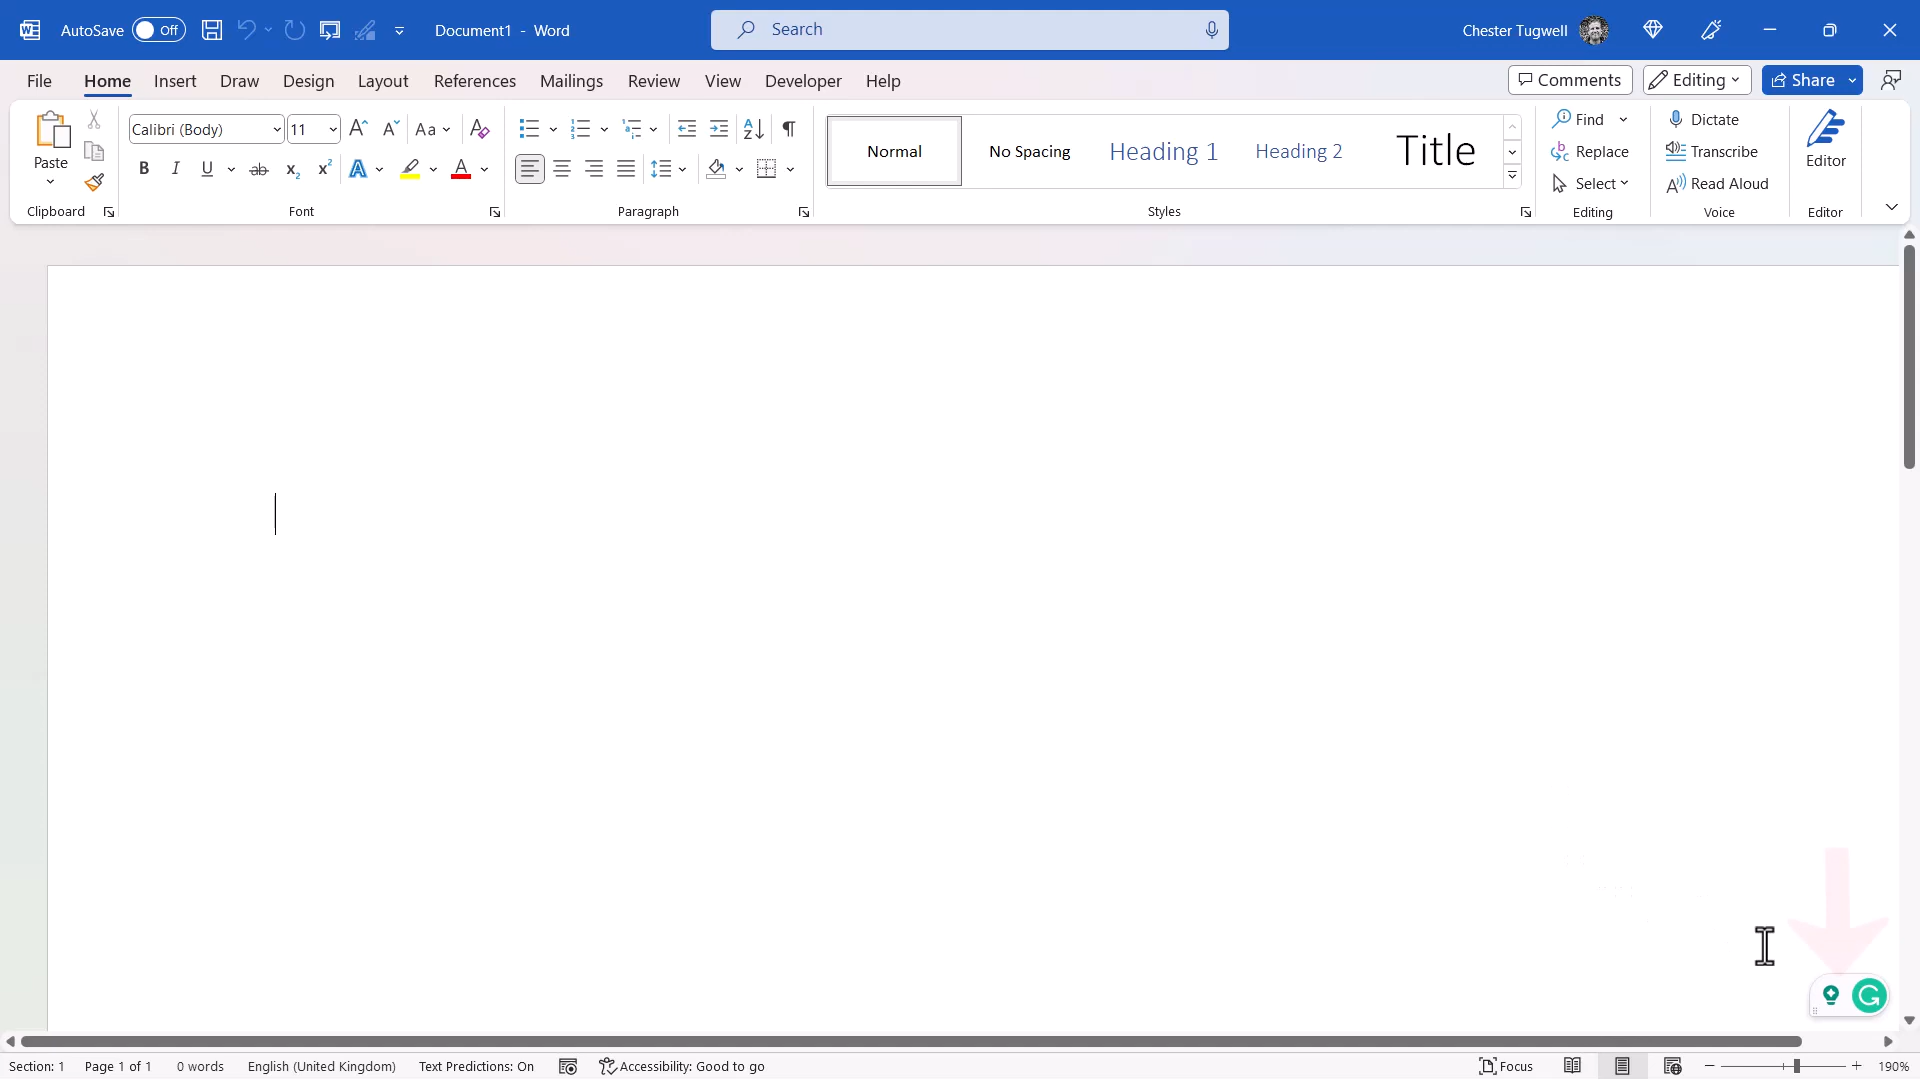 AutoSave Off Document1 - Word Search Chester Tugwell
File Home Insert Draw Design Layout References Mailings Review View Developer Help Comments Editing Share
Paste
Clipboard
Calibri (Body) 11 Aa
B I U ab x₂ x² A A
Font
Paragraph
Normal No Spacing Heading 1 Heading 2 Title
Styles
Find
Replace
Select
Editing
Dictate
Transcribe
Read Aloud
Voice
Editor
Editor
Section: 1 Page 1 of 1 0 words English (United Kingdom) Text Predictions: On Accessibility: Good to go Focus 190%